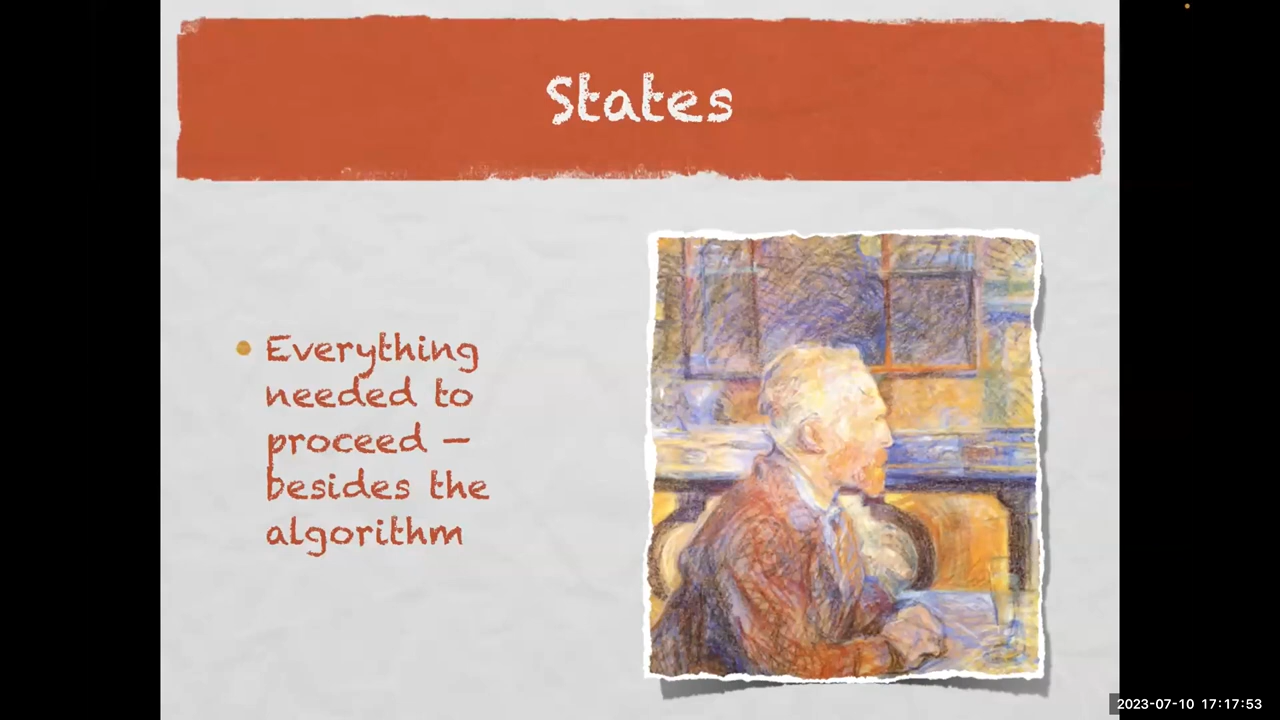 States
Everything
needed to
proceed —
besides the
algorithm
2023-07-10 17:17:53